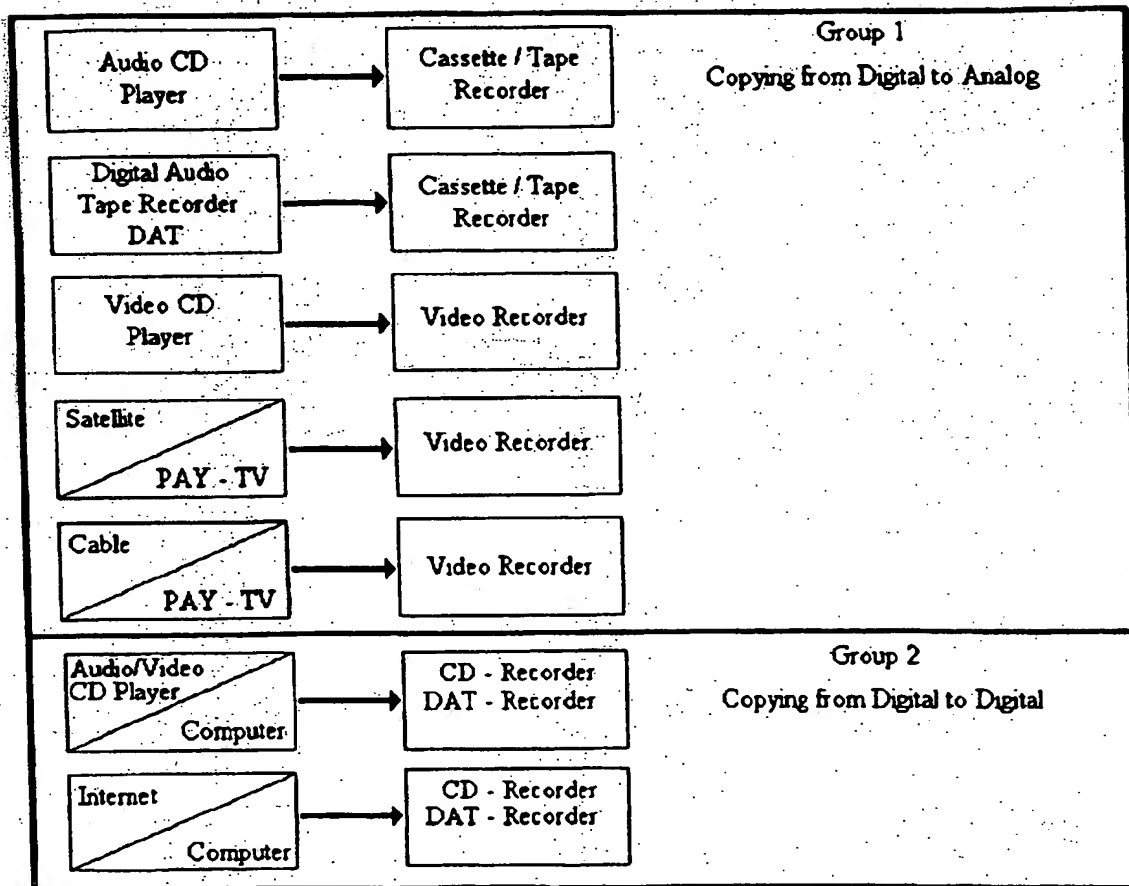 Group 1
Copying from Digital to Analog
Audio CD
Player
Cassette / Tape
Recorder
Digital Audio
Tape Recorder
DAT
Cassette / Tape
Recorder
Video CD
Player
Video Recorder
Satellite
PAY - TV
Video Recorder
Cable
PAY - TV
Video Recorder
Group 2
Copying from Digital to Digital
Audio/Video
CD Player
Computer
CD - Recorder
DAT - Recorder
Internet
Computer
CD - Recorder
DAT - Recorder